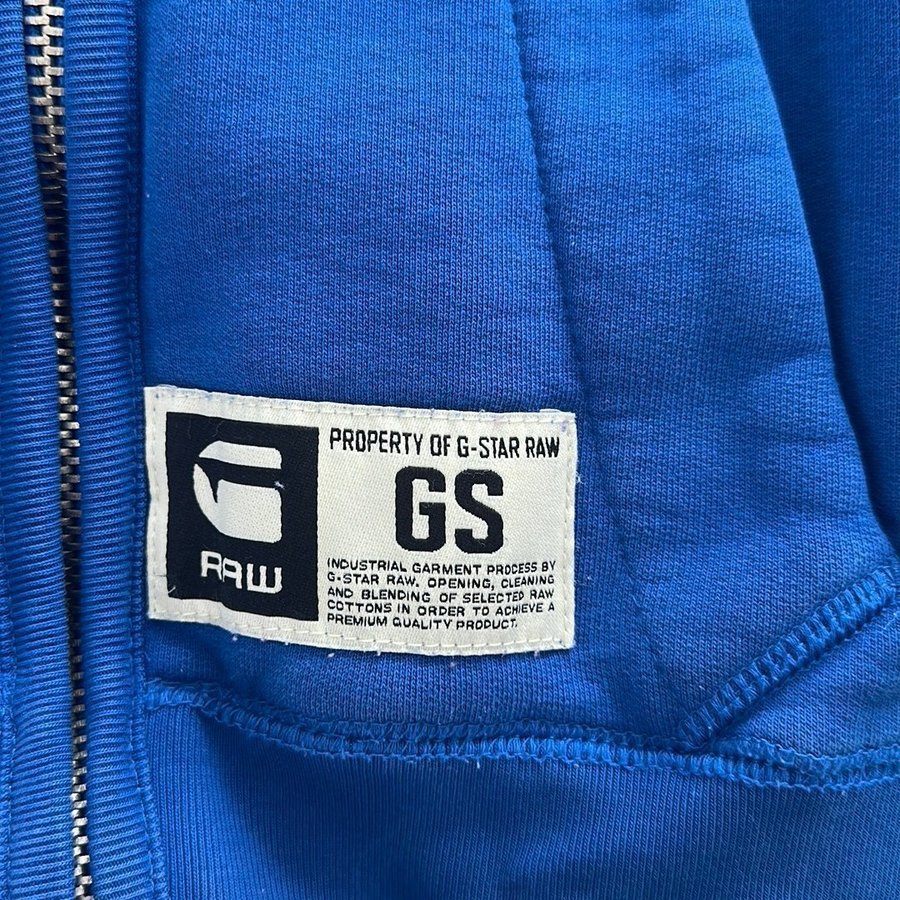 RAW
PROPERTY OF G-STAR RAW
GS
INDUSTRIAL GARMENT PROCESS BY
G-STAR RAW. OPENING, CLEANING
AND BLENDING OF SELECTED RAW
COTTONS IN ORDER TO ACHIEVE A
PREMIUM QUALITY PRODUCT.